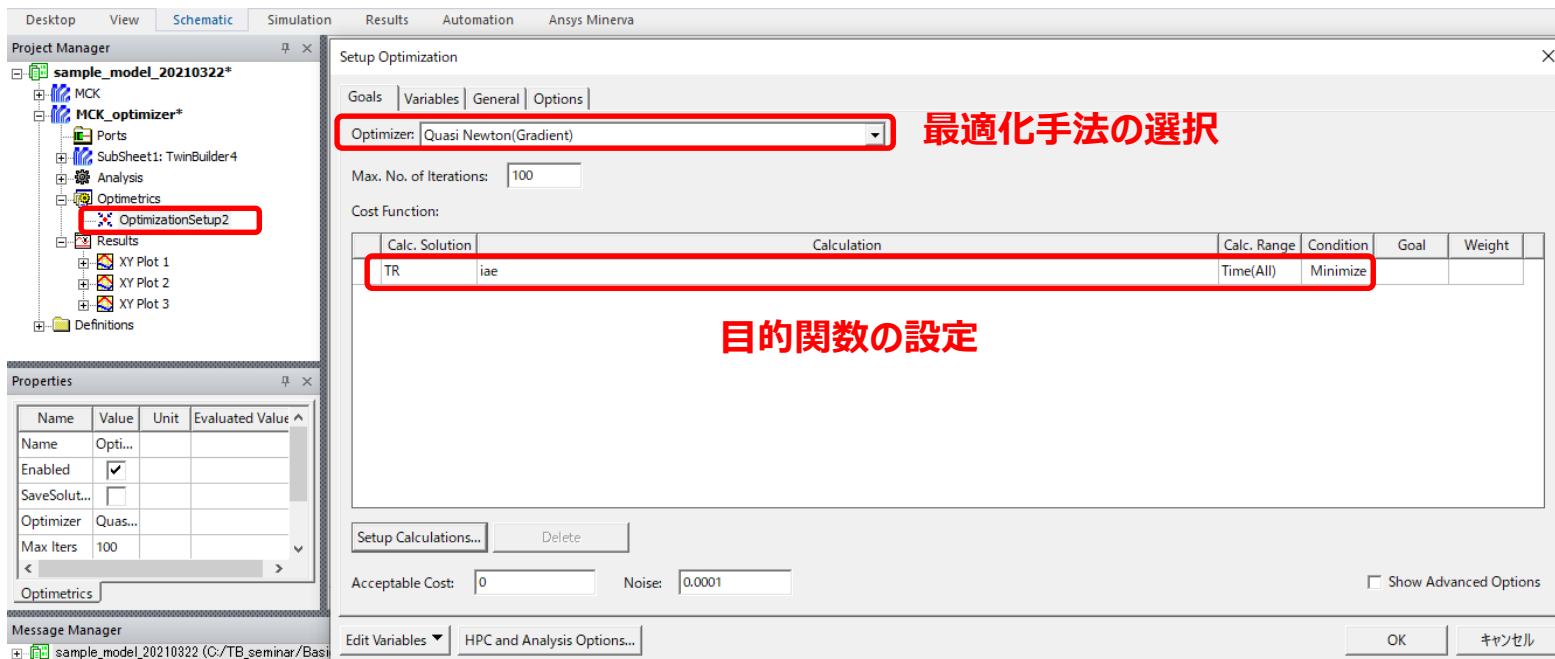 Desktop View Schematic Simulation Results Automation Ansys Minerva
Project Manager
sample_model_20210322*
MCK
MCK_optimizer*
Ports
SubSheet1: TwinBuilder4
Analysis
Optimetrics
OptimizationSetup2
Results
XY Plot 1
XY Plot 2
XY Plot 3
Definitions
Properties
Name Value Unit Evaluated Value
Name Opti...
Enabled
SaveSolut...
Optimizer Quas...
Max Iters 100
Optimetrics
Message Manager
sample_model_20210322 (C:/TB_seminar/Basi
Setup Optimization
Goals Variables General Options
Optimizer: Quasi Newton(Gradient)
最適化手法の選択
Max. No. of Iterations: 100
Cost Function:
Calc. Solution Calculation Calc. Range Condition Goal Weight
TR iae Time(All) Minimize
目的関数の設定
Setup Calculations... Delete
Acceptable Cost: 0 Noise: 0.0001 Show Advanced Options
Edit Variables HPC and Analysis Options... OK キャンセル